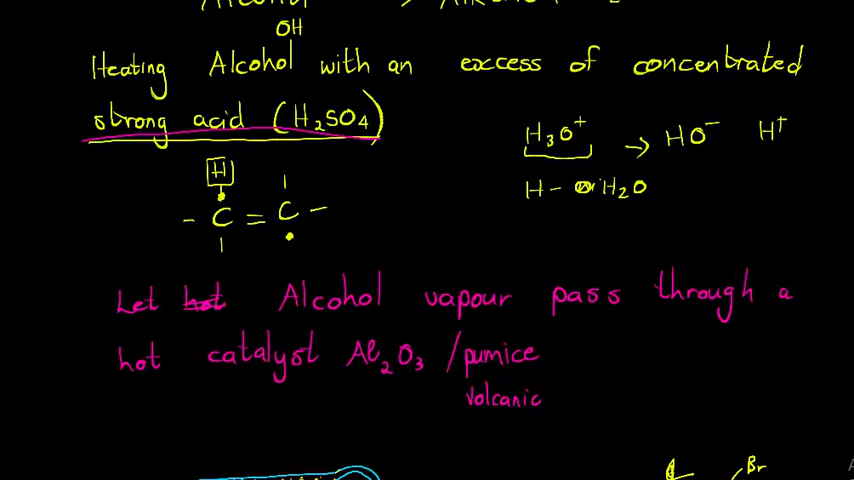 OH
Heating Alcohol with an excess of concentrated
strong acid (H₂SO₄)
H₃O⁺ → HO⁻ H⁺
H - H₂O
H
- C = C -
Let hot Alcohol vapour pass through a
hot catalyst Al₂O₃ /pumice
volcanic
Br